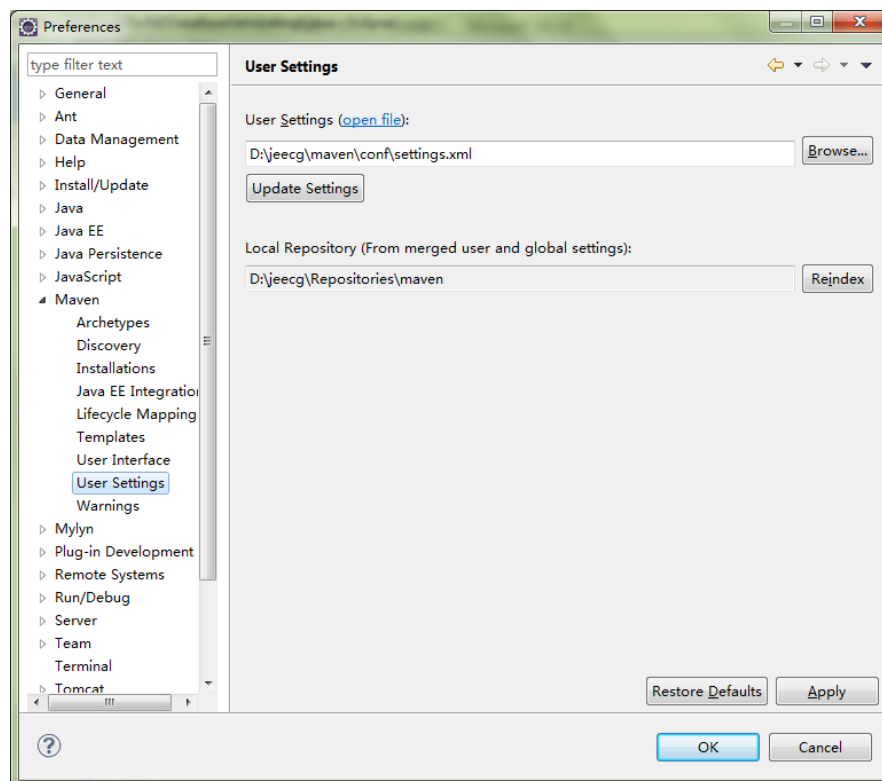 Preferences
type filter text
General
Ant
Data Management
Help
Install/Update
Java
Java EE
Java Persistence
JavaScript
Maven
Archetypes
Discovery
Installations
Java EE Integratio
Lifecycle Mapping
Templates
User Interface
User Settings
Warnings
Mylyn
Plug-in Development
Remote Systems
Run/Debug
Server
Team
Terminal
Tomcat
User Settings
User Settings (open file):
D:\jeecg\maven\conf\settings.xml
Browse...
Update Settings
Local Repository (From merged user and global settings):
D:\jeecg\Repositories\maven
Reindex
Restore Defaults
Apply
OK
Cancel